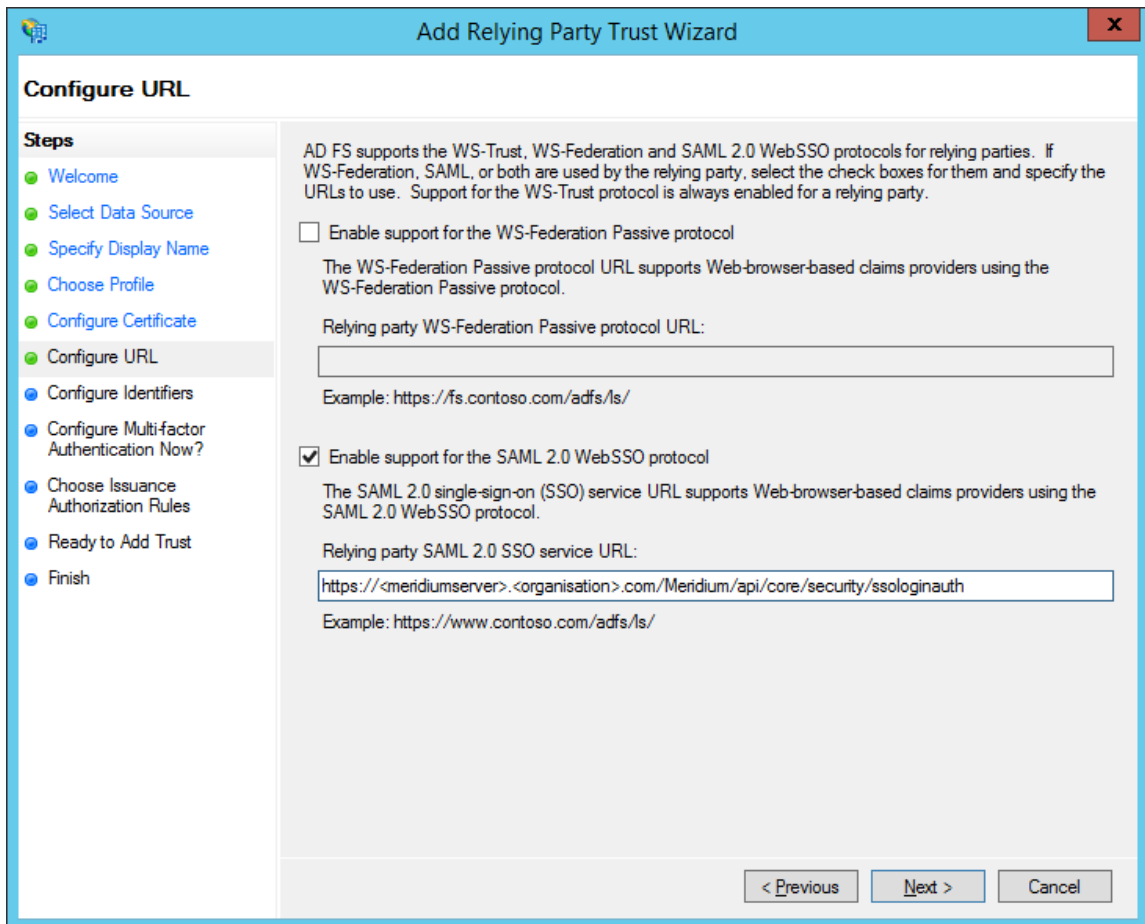 Add Relying Party Trust Wizard
x
Configure URL
Steps
Welcome
Select Data Source
Specify Display Name
Choose Profile
Configure Certificate
Configure URL
Configure Identifiers
Configure Multi-factor
Authentication Now?
Choose Issuance
Authorization Rules
Ready to Add Trust
Finish
AD FS supports the WS-Trust, WS-Federation and SAML 2.0 WebSSO protocols for relying parties.  If
WS-Federation, SAML, or both are used by the relying party, select the check boxes for them and specify the
URLs to use.  Support for the WS-Trust protocol is always enabled for a relying party.
Enable support for the WS-Federation Passive protocol
The WS-Federation Passive protocol URL supports Web-browser-based claims providers using the
WS-Federation Passive protocol.
Relying party WS-Federation Passive protocol URL:
Example: https://fs.contoso.com/adfs/ls/
Enable support for the SAML 2.0 WebSSO protocol
The SAML 2.0 single-sign-on (SSO) service URL supports Web-browser-based claims providers using the
SAML 2.0 WebSSO protocol.
Relying party SAML 2.0 SSO service URL:
https://<meridiumserver>.<organisation>.com/Meridium/api/core/security/ssologinauth
Example: https://www.contoso.com/adfs/ls/
< Previous
Next >
Cancel